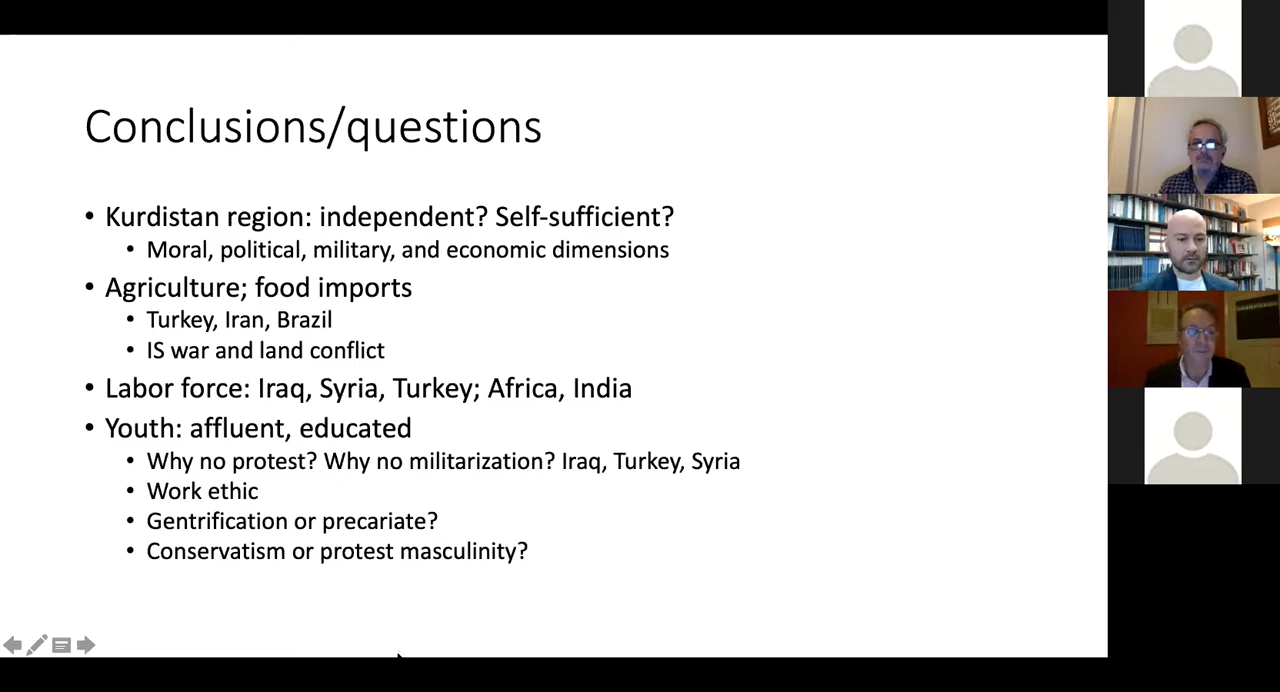 Conclusions/questions
• Kurdistan region: independent? Self-sufficient?
• Moral, political, military, and economic dimensions
• Agriculture; food imports
• Turkey, Iran, Brazil
• IS war and land conflict
• Labor force: Iraq, Syria, Turkey; Africa, India
• Youth: affluent, educated
• Why no protest? Why no militarization? Iraq, Turkey, Syria
• Work ethic
• Gentrification or precariate?
• Conservatism or protest masculinity?